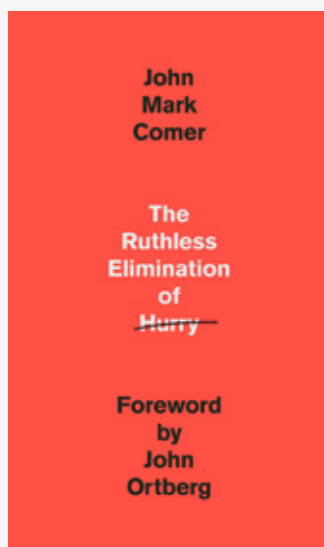 John
Mark
Comer
The
Ruthless
Elimination
of
Hurry
Foreword
by
John
Ortberg